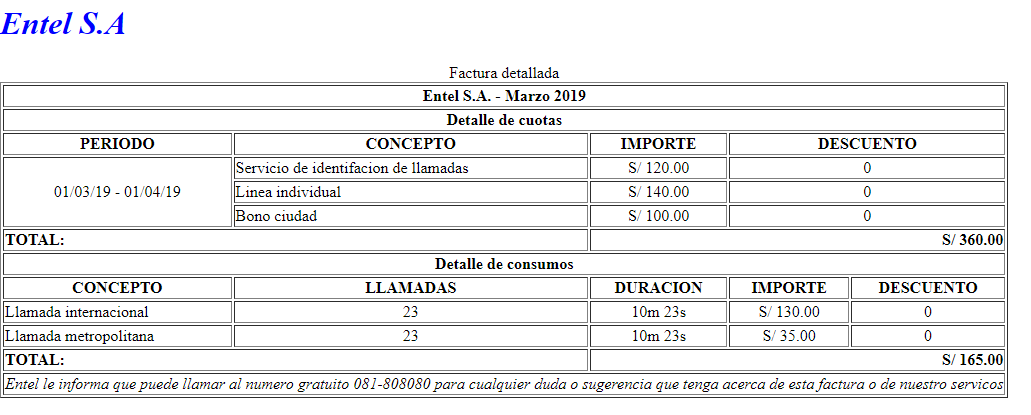 Entel S.A
Factura detallada
Entel S.A. - Marzo 2019
Detalle de cuotas
PERIODO CONCEPTO IMPORTE DESCUENTO
01/03/19 - 01/04/19 Servicio de identifacion de llamadas S/ 120.00 0
Linea individual S/ 140.00 0
Bono ciudad S/ 100.00 0
TOTAL: S/ 360.00
Detalle de consumos
CONCEPTO LLAMADAS DURACION IMPORTE DESCUENTO
Llamada internacional 23 10m 23s S/ 130.00 0
Llamada metropolitana 23 10m 23s S/ 35.00 0
TOTAL: S/ 165.00
Entel le informa que puede llamar al numero gratuito 081-808080 para cualquier duda o sugerencia que tenga acerca de esta factura o de nuestro servicos